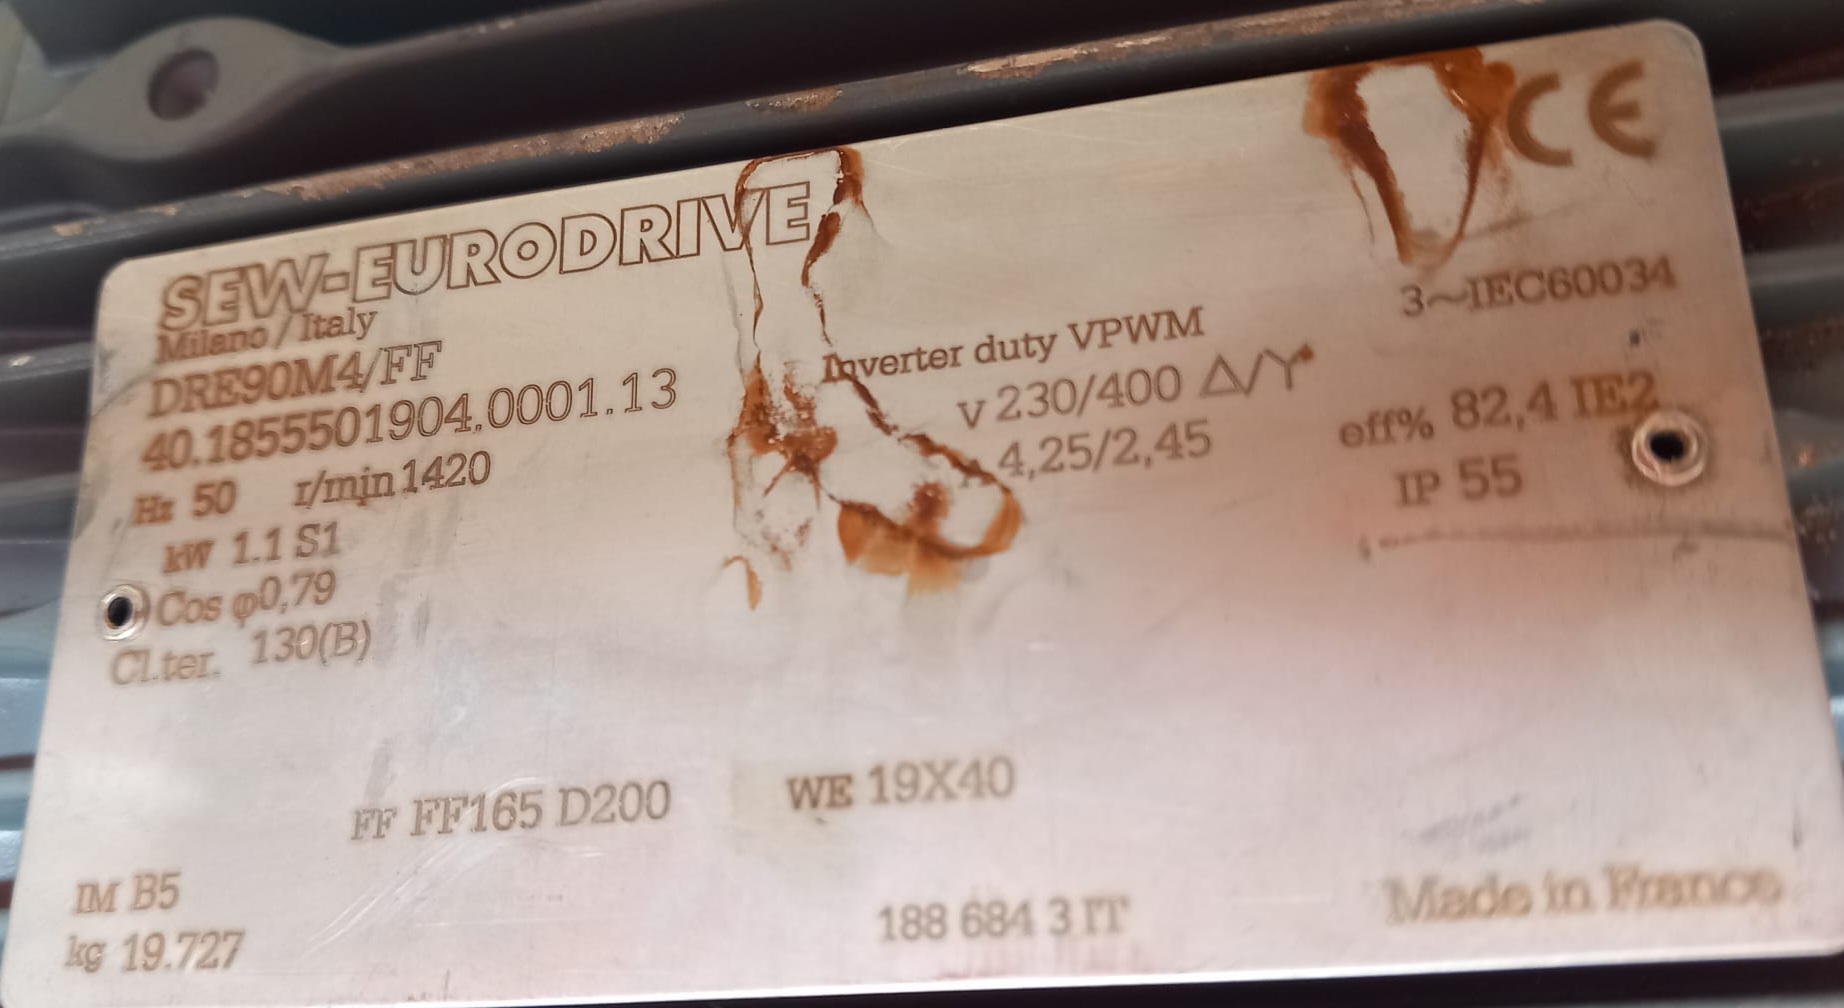 CE
SEW-EURODRIVE
Milano / Italy
3~IEC60034
DRE90M4/FF
Inverter duty VPWM
40.1855501904.0001.13
V 230/400 Δ/Y
eff% 82,4 IE2
Hz 50 r/min 1420
A 4,25/2,45
IP 55
kW 1.1 S1
Cos φ0,79
Cl.ter. 130(B)
FF FF165 D200 WE 19X40
IM B5
kg 19.727
188 684 3 IT
Made in France